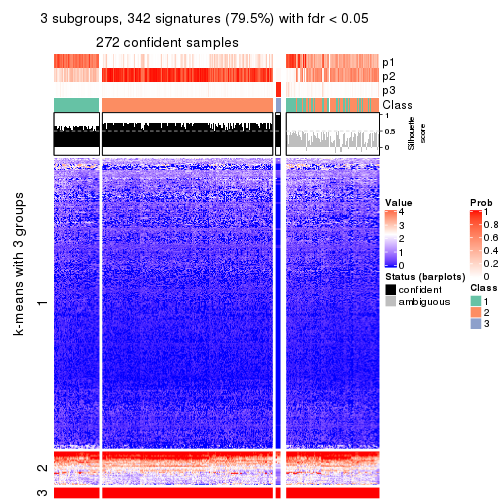 3 subgroups, 342 signatures (79.5%) with fdr < 0.05
272 confident samples
p1
p2
p3
Class
1
0.5
0
Silhouette
score
k-means with 3 groups
1
2
3
Value
4
3
2
1
0
Status (barplots)
confident
ambiguous
Prob
1
0.8
0.6
0.4
0.2
0
Class
1
2
3